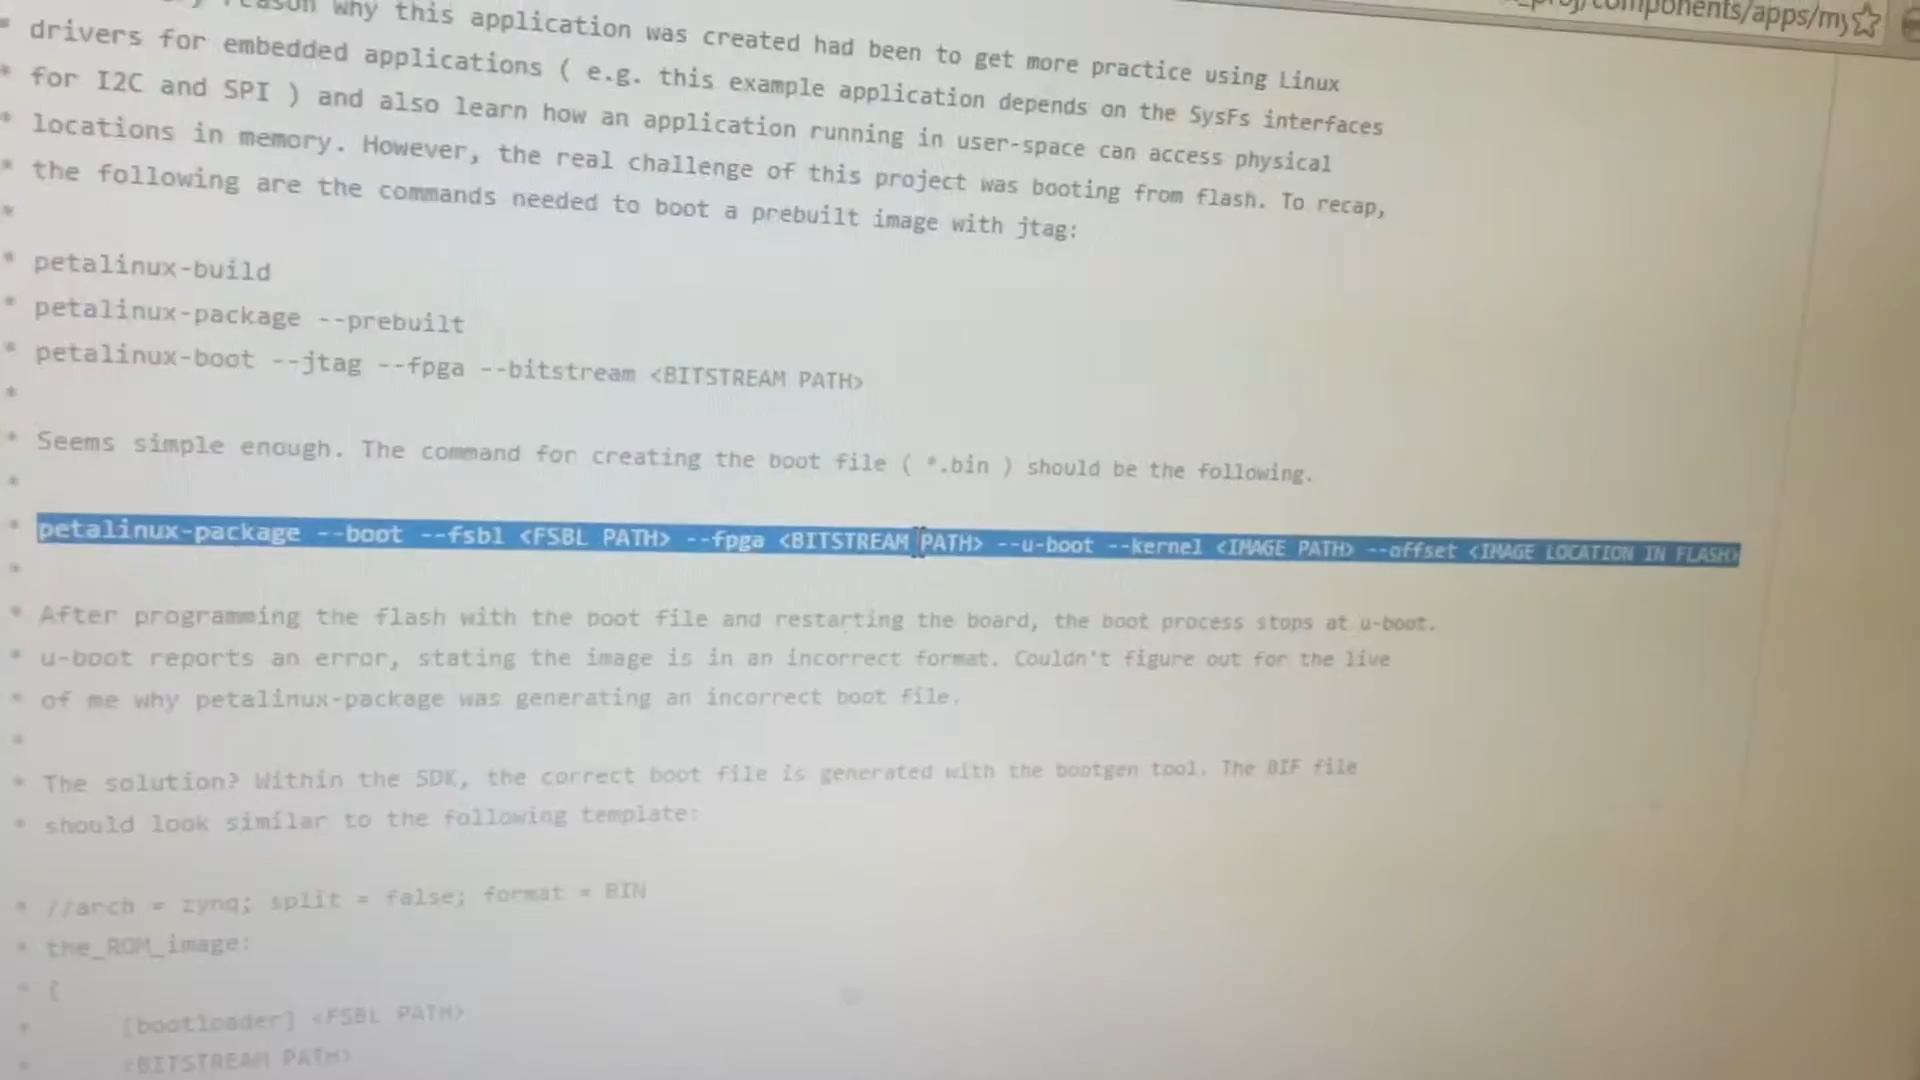 reason why this application was created had been to get more practice using Linux
* drivers for embedded applications ( e.g. this example application depends on the SysFs interfaces
* for I2C and SPI ) and also learn how an application running in user-space can access physical
* locations in memory. However, the real challenge of this project was booting from flash. To recap,
* the following are the commands needed to boot a prebuilt image with jtag:
*
* petalinux-build
* petalinux-package --prebuilt
* petalinux-boot --jtag --fpga --bitstream <BITSTREAM PATH>
*
* Seems simple enough. The command for creating the boot file ( *.bin ) should be the following.
*
* petalinux-package --boot --fsbl <FSBL PATH> --fpga <BITSTREAM PATH> --u-boot --kernel <IMAGE PATH> --offset <IMAGE LOCATION IN FLASH>
*
* After programming the flash with the boot file and restarting the board, the boot process stops at u-boot.
* u-boot reports an error, stating the image is in an incorrect format. Couldn't figure out for the live
* of me why petalinux-package was generating an incorrect boot file.
*
* The solution? Within the SDK, the correct boot file is generated with the bootgen tool. The BIF file
* should look similar to the following template:
* //arch = zynq; split = false; format = BIN
* the_ROM_image:
* {
* [bootloader] <FSBL PATH>
* <BITSTREAM PATH>
_proj/components/apps/my